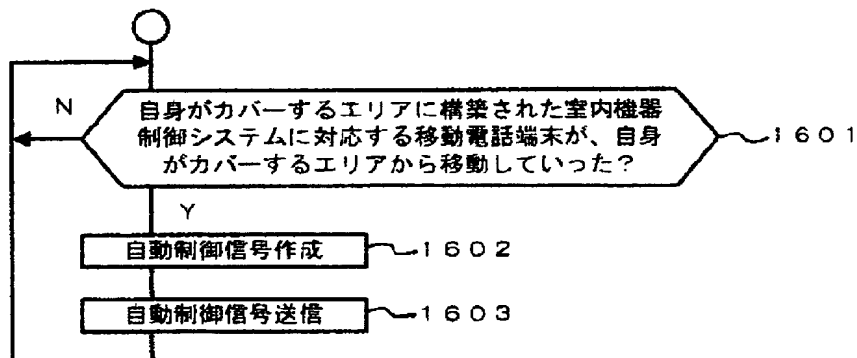 N
自身がカバーするエリアに構築された室内機器
制御システムに対応する移動電話端末が、自身
がカバーするエリアから移動していった？
１６０１
Y
自動制御信号作成
１６０２
自動制御信号送信
１６０３